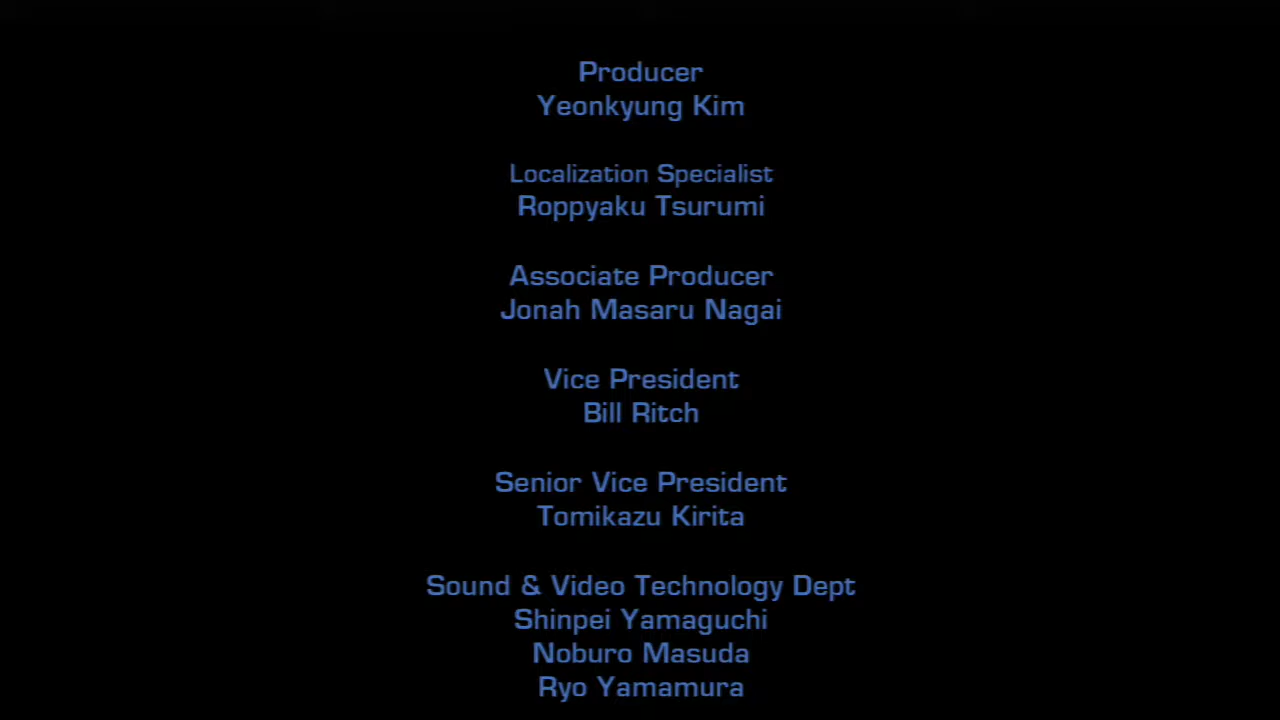 Producer
Yeonkyung Kim
Localization Specialist
Roppyaku Tsurumi
Associate Producer
Jonah Masaru Nagai
Vice President
Bill Ritch
Senior Vice President
Tomikazu Kirita
Sound & Video Technology Dept
Shinpei Yamaguchi
Noburo Masuda
Ryo Yamamura